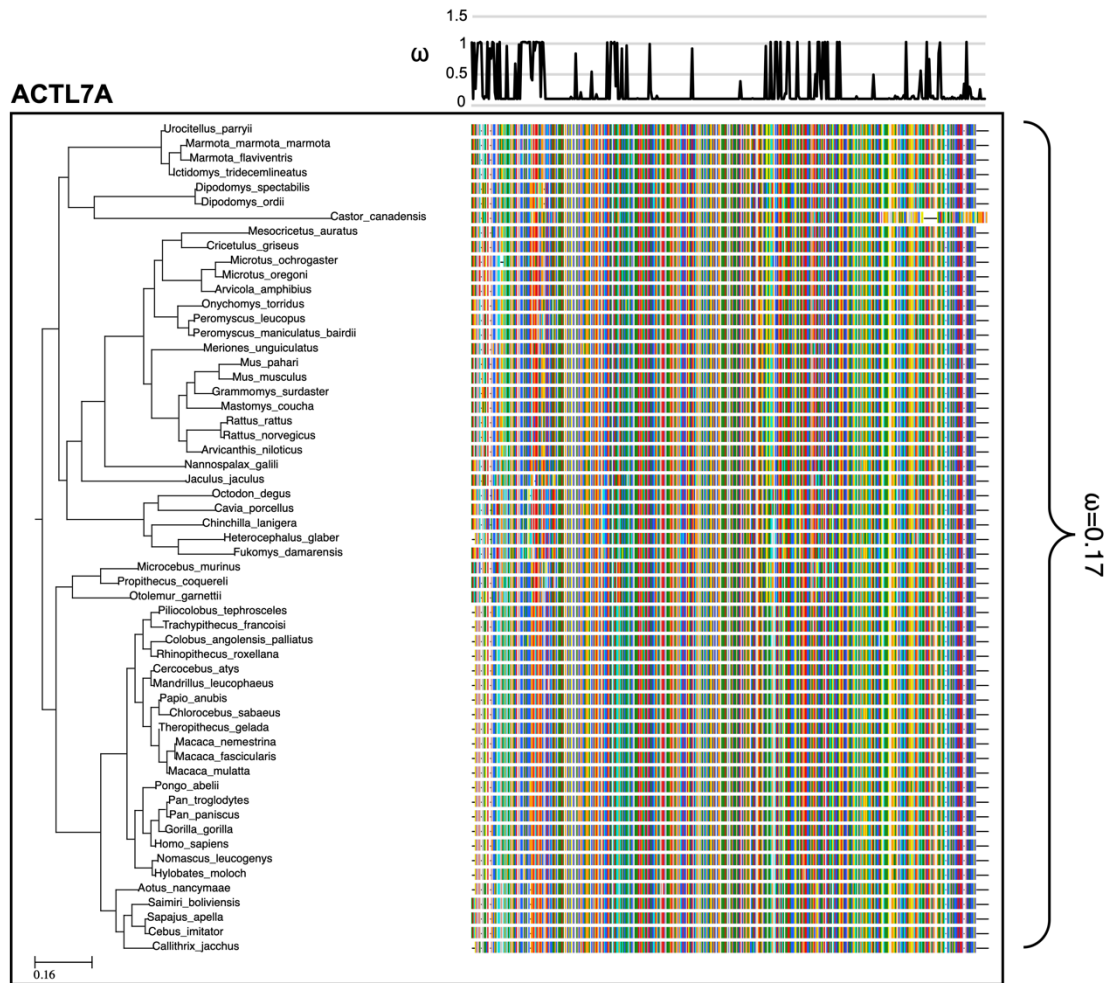 1.5
1
ω
0.5
0
ACTL7A
Urocitellus_parryii
Marmota_marmota_marmota
Marmota_flaviventris
Ictidomys_tridecemlineatus
Dipodomys_spectabilis
Dipodomys_ordii
Castor_canadensis
Mesocricetus_auratus
Cricetulus_griseus
Microtus_ochrogaster
Microtus_oregoni
Arvicola_amphibius
Onychomys_torridus
Peromyscus_leucopus
Peromyscus_maniculatus_bairdii
Meriones_unguiculatus
Mus_pahari
Mus_musculus
Grammomys_surdaster
Mastomys_coucha
Rattus_rattus
Rattus_norvegicus
Arvicanthis_niloticus
Nannospalax_galili
Jaculus_jaculus
Octodon_degus
Cavia_porcellus
Chinchilla_lanigera
Heterocephalus_glaber
Fukomys_damarensis
Microcebus_murinus
Propithecus_coquereli
Otolemur_garnettii
Piliocolobus_tephrosceles
Trachypithecus_francoisi
Colobus_angolensis_palliatus
Rhinopithecus_roxellana
Cercocebus_atys
Mandrillus_leucophaeus
Papio_anubis
Chlorocebus_sabaeus
Theropithecus_gelada
Macaca_nemestrina
Macaca_fascicularis
Macaca_mulatta
Pongo_abelii
Pan_troglodytes
Pan_paniscus
Gorilla_gorilla
Homo_sapiens
Nomascus_leucogenys
Hylobates_moloch
Aotus_nancymaae
Saimiri_boliviensis
Sapajus_apella
Cebus_imitator
Callithrix_jacchus
0.16
ω=0.17